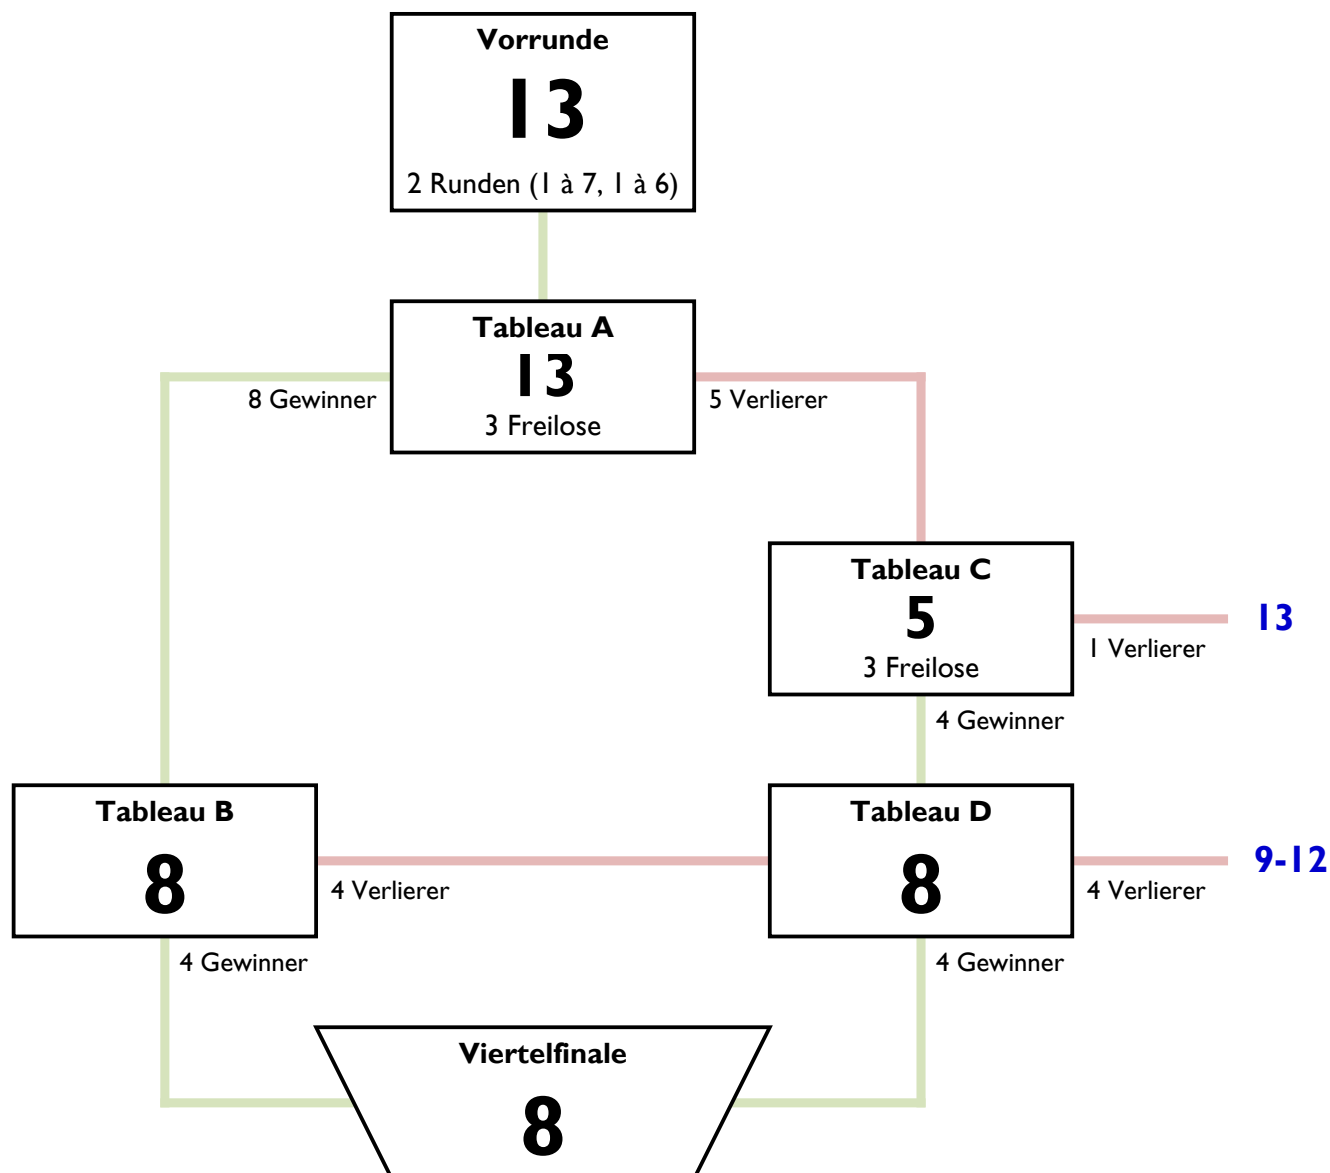 Vorrunde
13
2 Runden (1 à 7, 1 à 6)
Tableau A
13
3 Freilose
8 Gewinner
5 Verlierer
Tableau C
5
3 Freilose
1 Verlierer
13
4 Gewinner
Tableau B
8
4 Verlierer
4 Gewinner
Tableau D
8
4 Verlierer
9-12
4 Gewinner
Viertelfinale
8